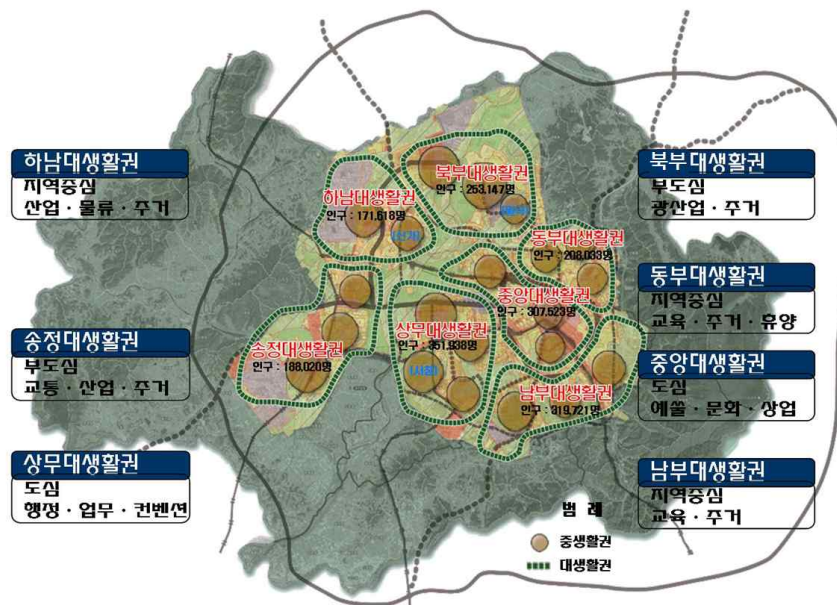 하남대생활권
지역중심
산업·물류·주거
송정대생활권
부도심
교통·산업·주거
상무대생활권
도심
행정·업무·컨벤션
하남대생활권
인구 : 171,618명
북부대생활권
인구 : 253,147명
동부대생활권
인구 : 208,033명
중앙대생활권
인구 : 307,523명
상무대생활권
인구 : 351,938명
송정대생활권
인구 : 188,020명
남부대생활권
인구 : 319,721명
북부대생활권
부도심
광산업·주거
동부대생활권
지역중심
교육·주거·휴양
중앙대생활권
도심
예술·문화·상업
남부대생활권
지역중심
교육·주거
범 례
중생활권
대생활권